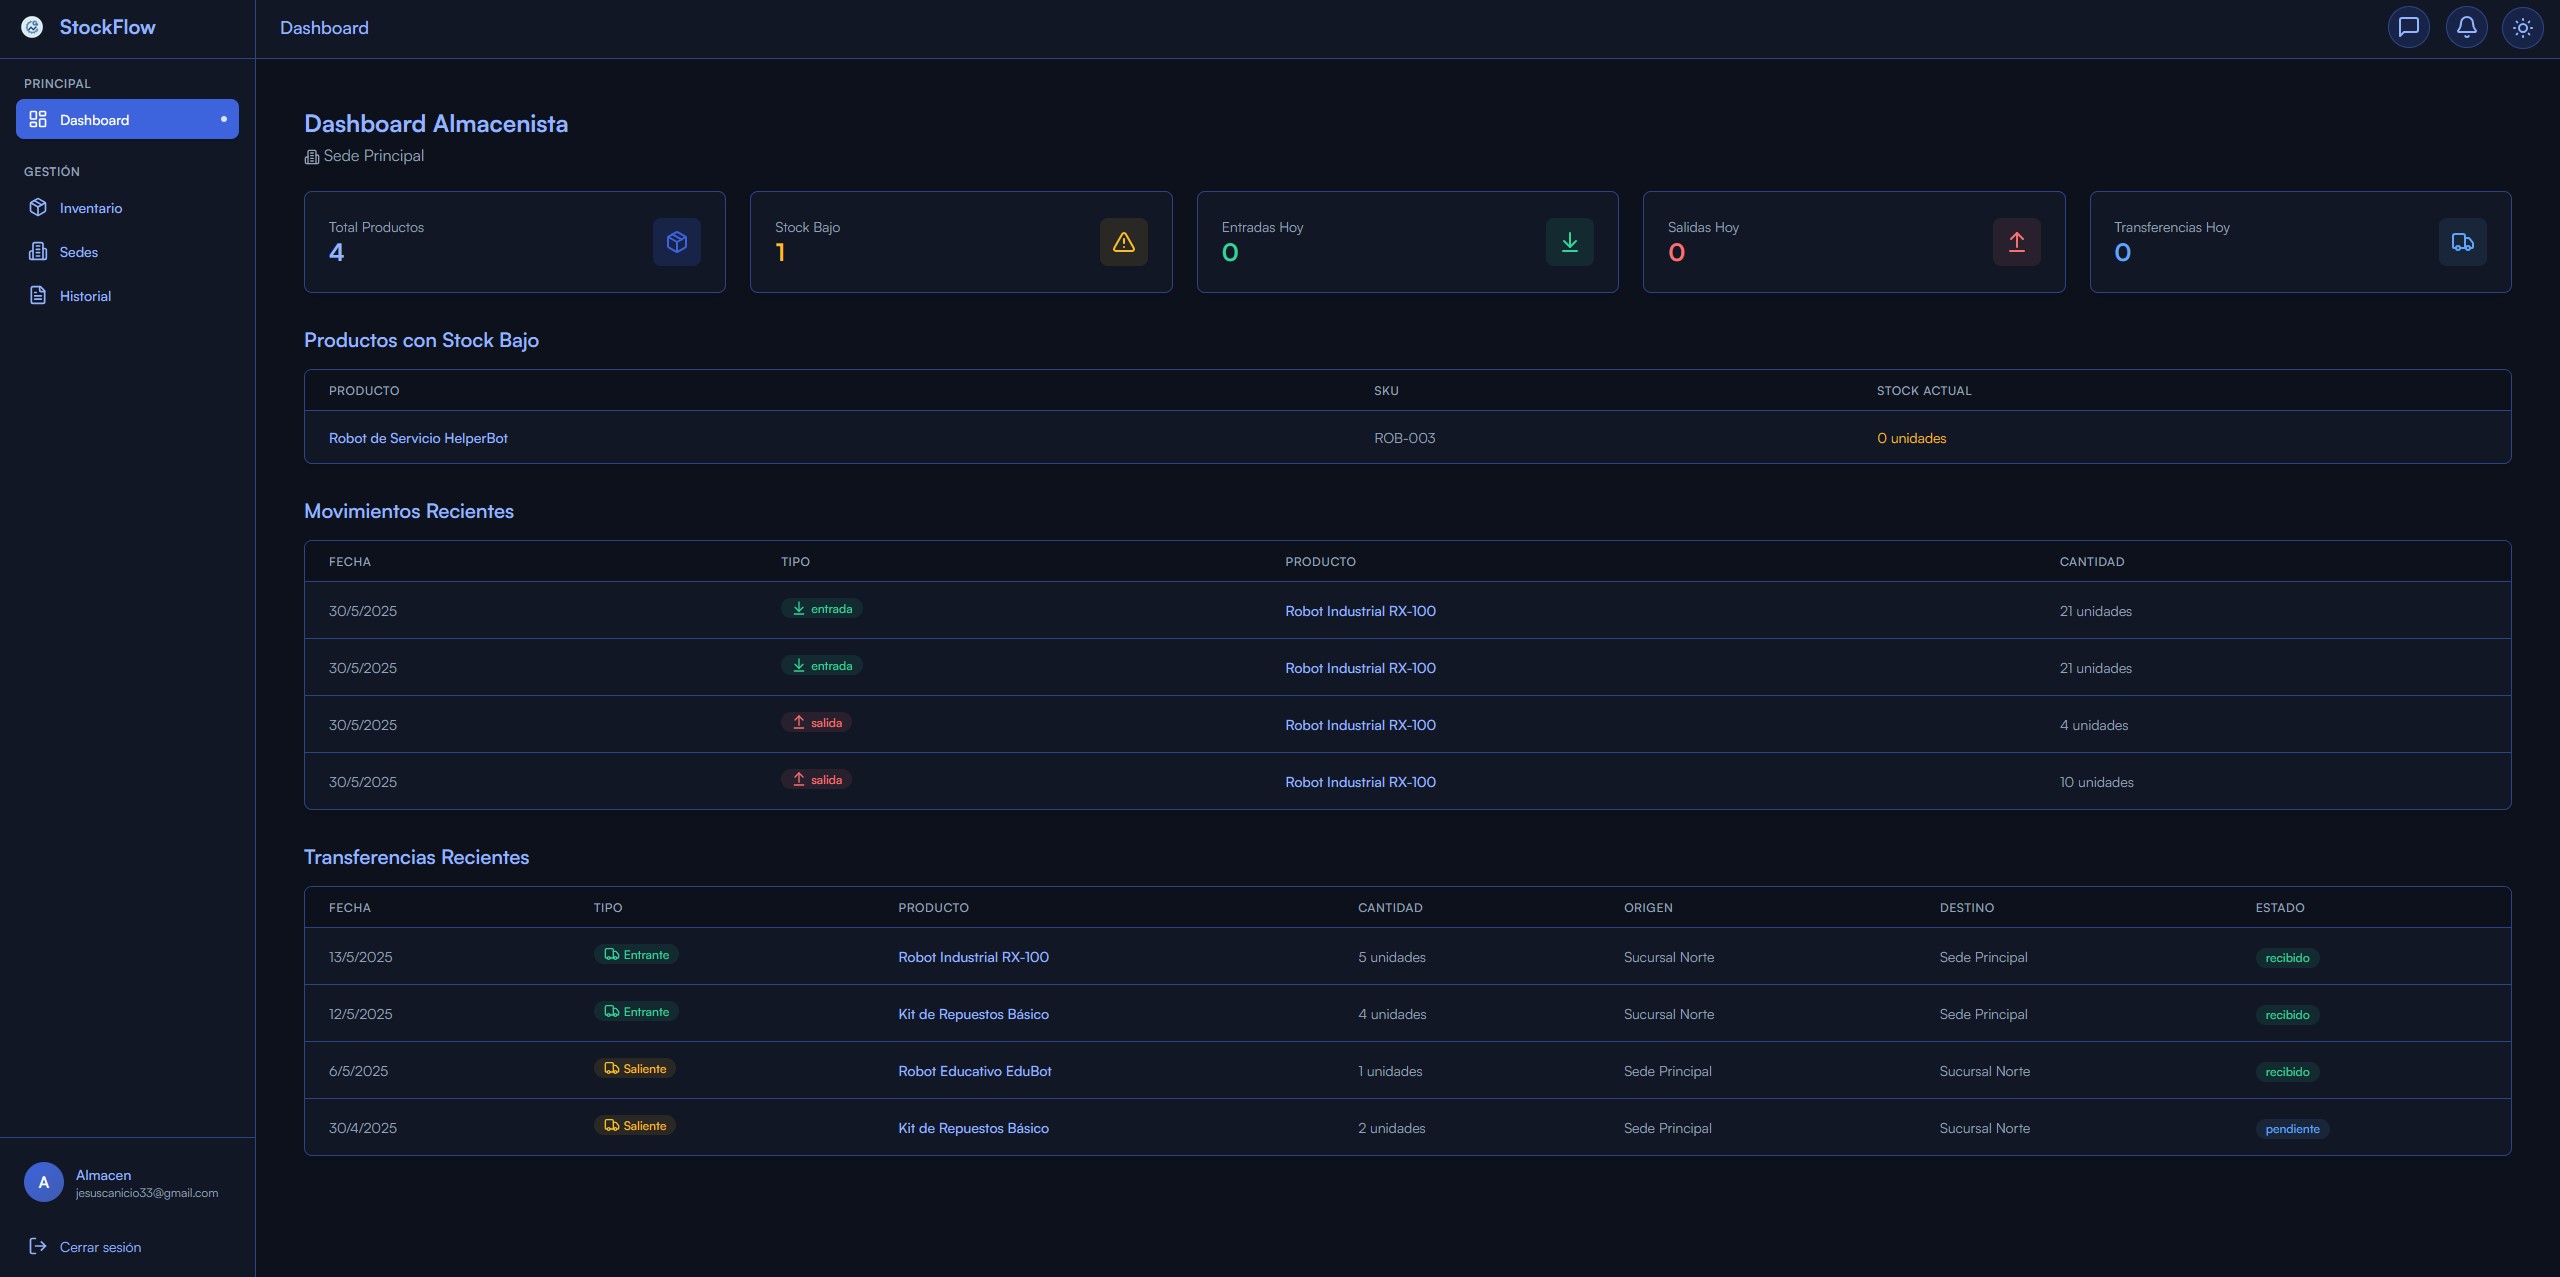 StockFlow
Dashboard
PRINCIPAL
Dashboard
GESTIÓN
Inventario
Sedes
Historial
Dashboard Almacenista
Sede Principal
Total Productos
4
Stock Bajo
1
Entradas Hoy
0
Salidas Hoy
0
Transferencias Hoy
0
Productos con Stock Bajo
PRODUCTO SKU STOCK ACTUAL
Robot de Servicio HelperBot ROB-003 0 unidades
Movimientos Recientes
FECHA TIPO PRODUCTO CANTIDAD
30/5/2025 entrada Robot Industrial RX-100 21 unidades
30/5/2025 entrada Robot Industrial RX-100 21 unidades
30/5/2025 salida Robot Industrial RX-100 4 unidades
30/5/2025 salida Robot Industrial RX-100 10 unidades
Transferencias Recientes
FECHA TIPO PRODUCTO CANTIDAD ORIGEN DESTINO ESTADO
13/5/2025 Entrante Robot Industrial RX-100 5 unidades Sucursal Norte Sede Principal recibido
12/5/2025 Entrante Kit de Repuestos Básico 4 unidades Sucursal Norte Sede Principal recibido
6/5/2025 Saliente Robot Educativo EduBot 1 unidades Sede Principal Sucursal Norte recibido
30/4/2025 Saliente Kit de Repuestos Básico 2 unidades Sede Principal Sucursal Norte pendiente
A
Almacen
jesuscanicio33@gmail.com
Cerrar sesión